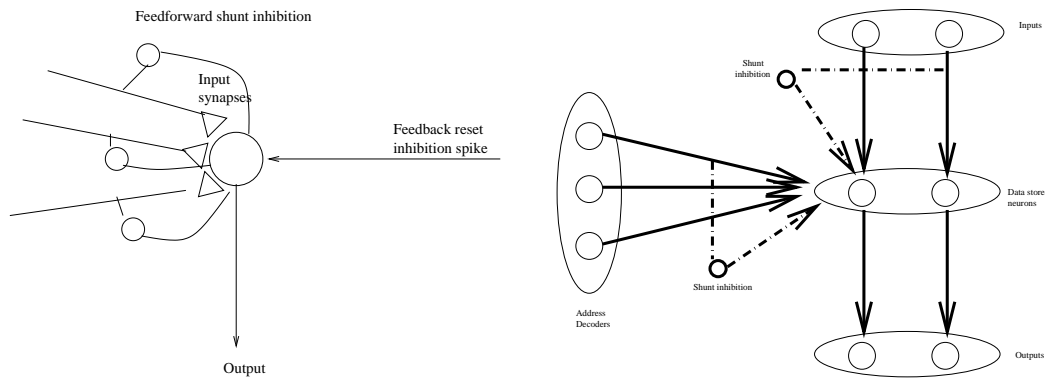 Feedforward shunt inhibition
Input
synapses
Feedback reset
inhibition spike
Output
Inputs
Shunt
inhibition
Data store
neurons
Shunt inhibition
Address
Decoders
Outputs